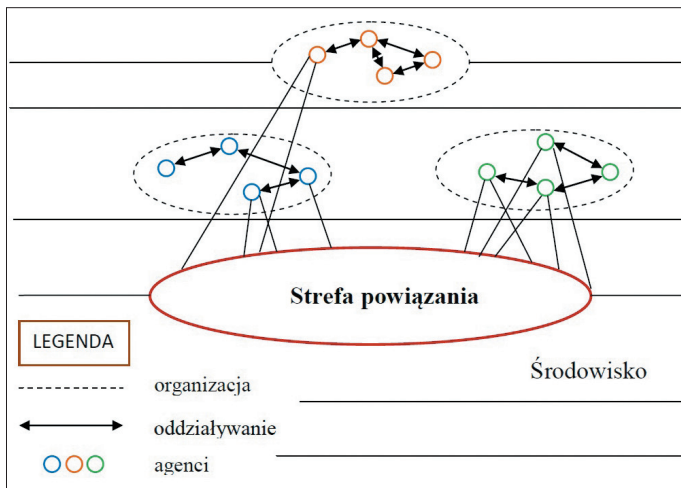 Strefa powiązania
LEGENDA
Środowisko
organizacja
oddziaływanie
agenci